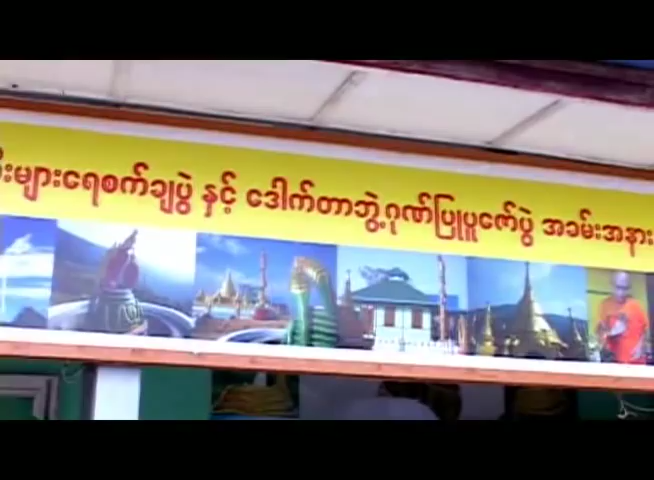 များရေစက်ချပွဲ နှင့် ဒေါက်တာဘွဲ့ဂုဏ်ပြုပူဇော်ပွဲ အခမ်းအနား